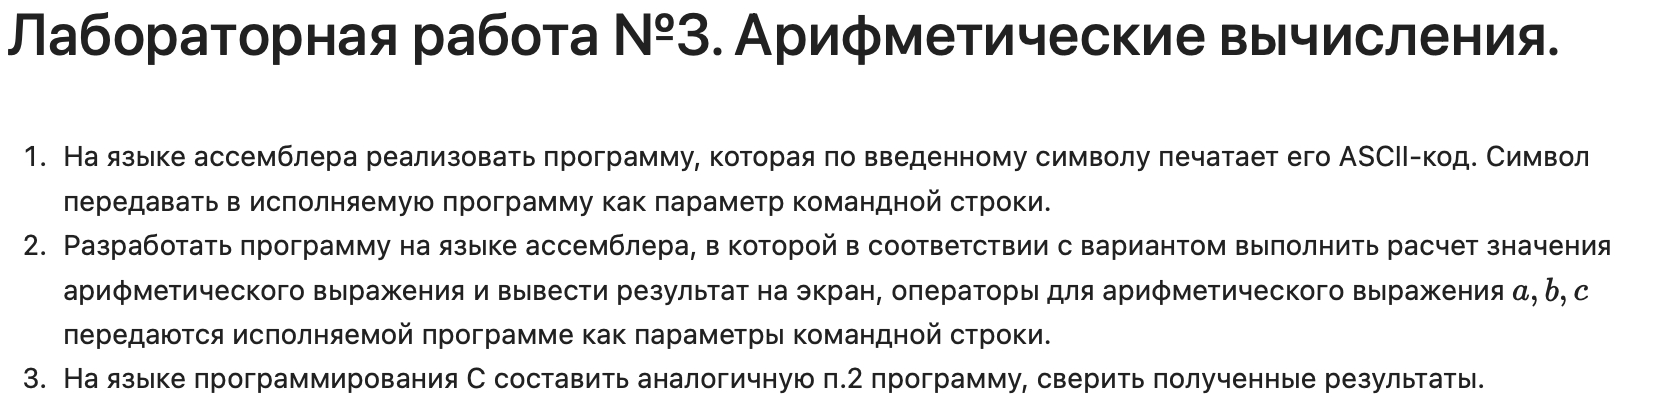 Лабораторная работа №3. Арифметические вычисления.
1. На языке ассемблера реализовать программу, которая по введенному символу печатает его ASCII-код. Символ
передавать в исполняемую программу как параметр командной строки.
2. Разработать программу на языке ассемблера, в которой в соответствии с вариантом выполнить расчет значения
арифметического выражения и вывести результат на экран, операторы для арифметического выражения a, b, c
передаются исполняемой программе как параметры командной строки.
3. На языке программирования С составить аналогичную п.2 программу, сверить полученные результаты.